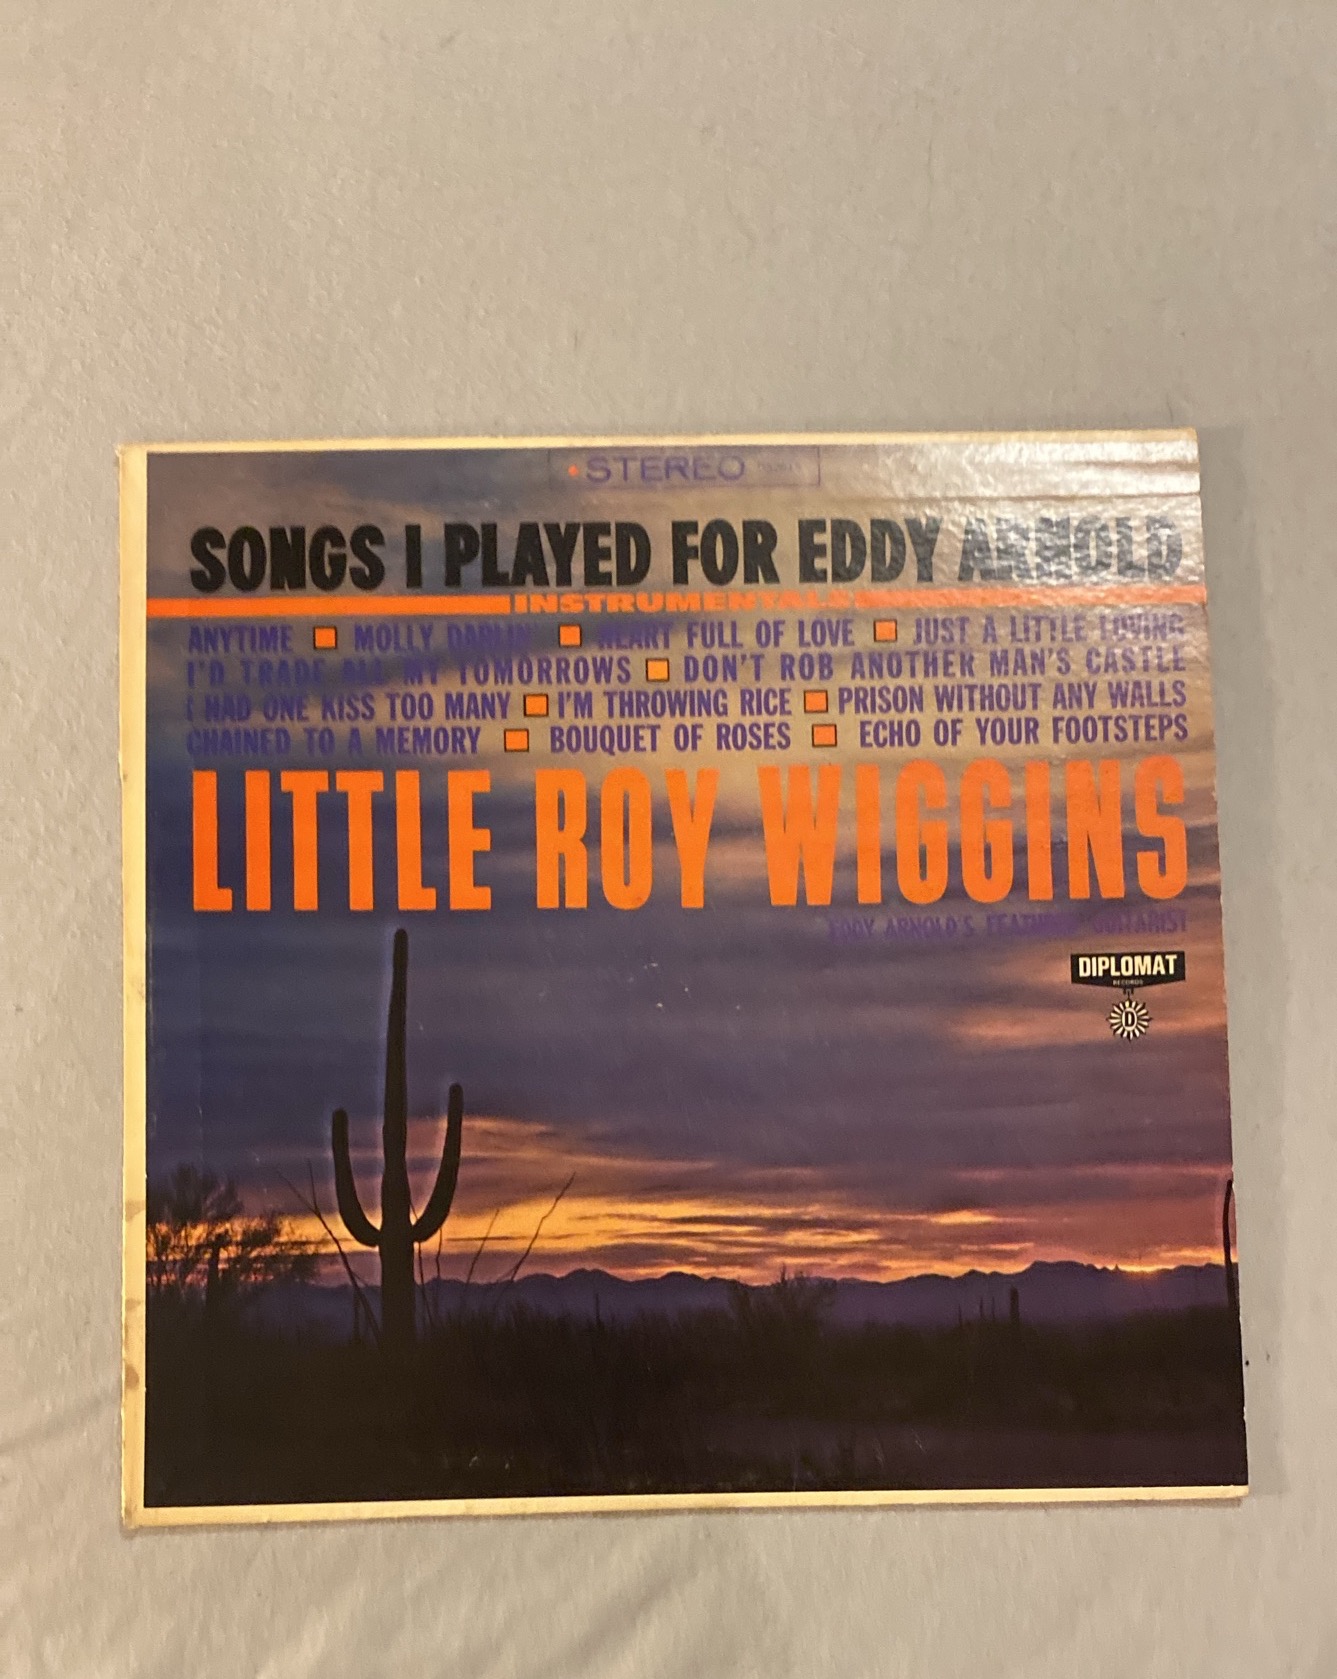 STEREO
SONGS I PLAYED FOR EDDY ARNOLD
INSTRUMENTALS
ANYTIME MOLLY DARLIN' HEART FULL OF LOVE JUST A LITTLE LOVING
I'D TRADE ALL MY TOMORROWS DON'T ROB ANOTHER MAN'S CASTLE
I HAD ONE KISS TOO MANY I'M THROWING RICE PRISON WITHOUT ANY WALLS
CHAINED TO A MEMORY BOUQUET OF ROSES ECHO OF YOUR FOOTSTEPS
LITTLE ROY WIGGINS
EDDY ARNOLD'S FEATURED GUITARIST
DIPLOMAT
RECORDS
D